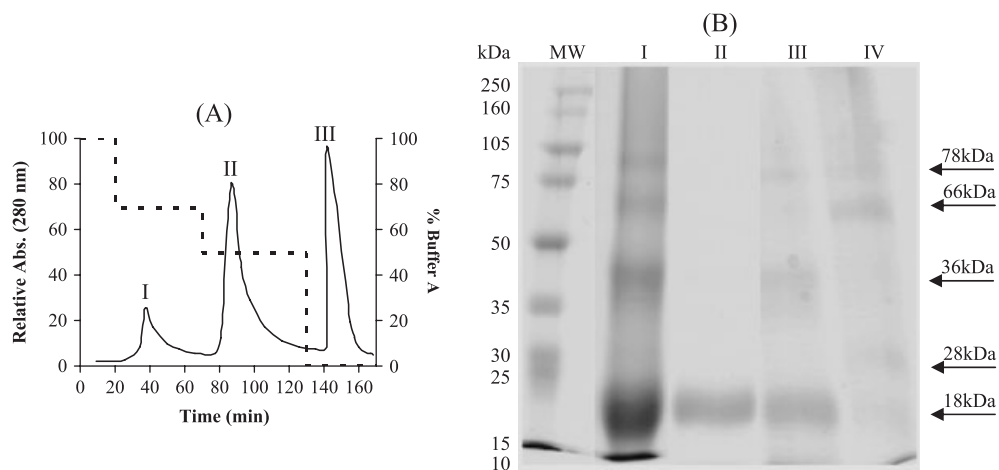 (A)
100
80
60
40
20
0
Relative Abs. (280 nm)
I
II
III
100
80
60
40
20
0
% Buffer A
0 20 40 60 80 100 120 140 160
Time (min)
(B)
kDa MW I II III IV
250
160
105
75
50
35
30
25
15
10
78kDa
66kDa
36kDa
28kDa
18kDa